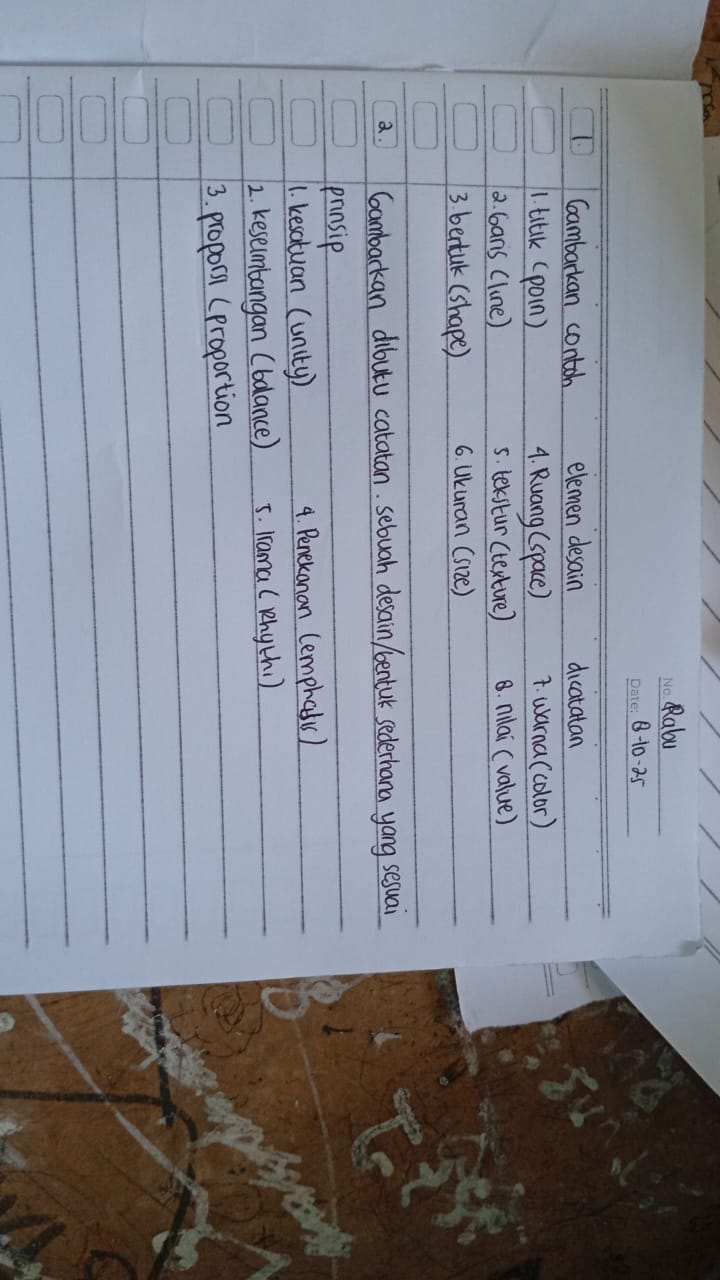 No. Rabu
Date: 8-10-25
1. Gambarkan contoh elemen desain dicatatan
1. titik (poin) 4. Ruang (space) 7. warna (color)
2. Garis (line) 5. tekstur (texture) 8. nilai (value)
3. bentuk (shape) 6. Ukuran (size)
2. Gambarkan dibuku catatan. sebuah desain/bentuk sederhana yang sesuai
prinsip
1. kesatuan (unity) 4. Penekanan (emphasis)
2. keseimbangan (balance) 5. Irama (Rhythi)
3. proporsi (proportion